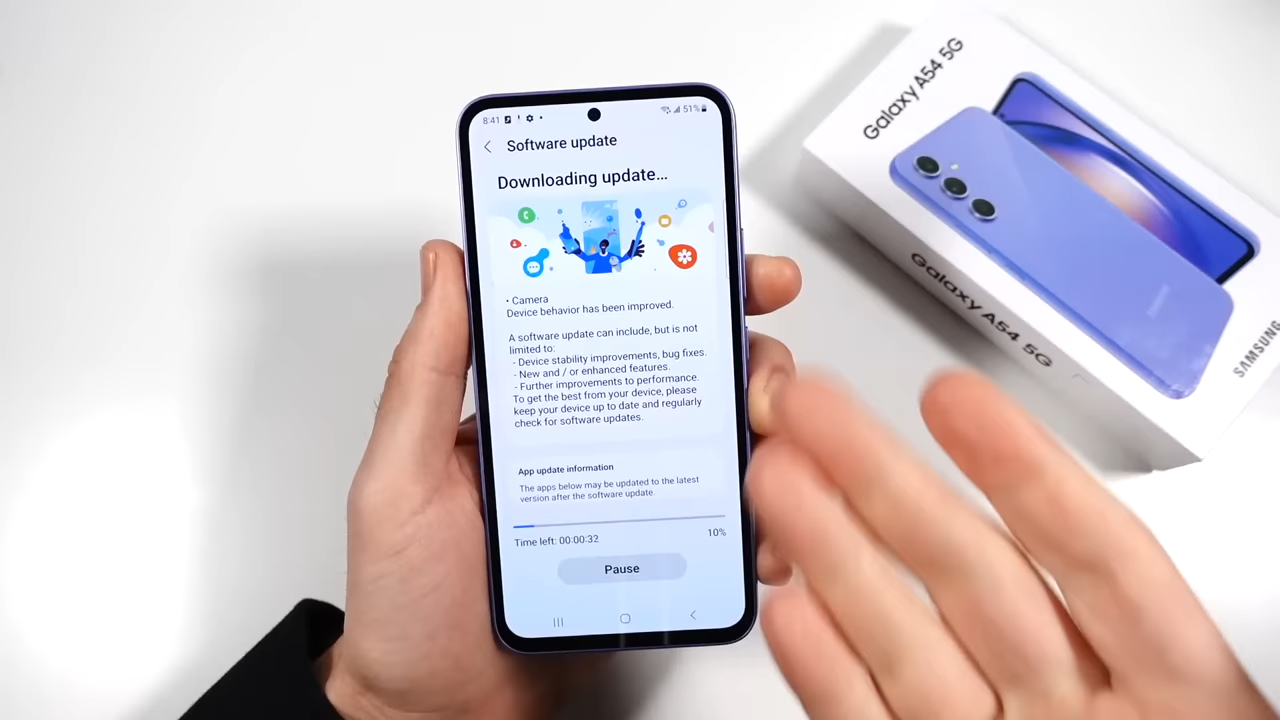 8:41
51%
Software update
Downloading update...
• Camera
Device behavior has been improved.
A software update can include, but is not
limited to:
- Device stability improvements, bug fixes.
- New and / or enhanced features.
- Further improvements to performance.
To get the best from your device, please
keep your device up to date and regularly
check for software updates.
App update information
The apps below may be updated to the latest
version after the software update.
Time left: 00:00:32
10%
Pause
Galaxy A54 5G
Galaxy A54 5G
SAMSUNG
SAMSUNG